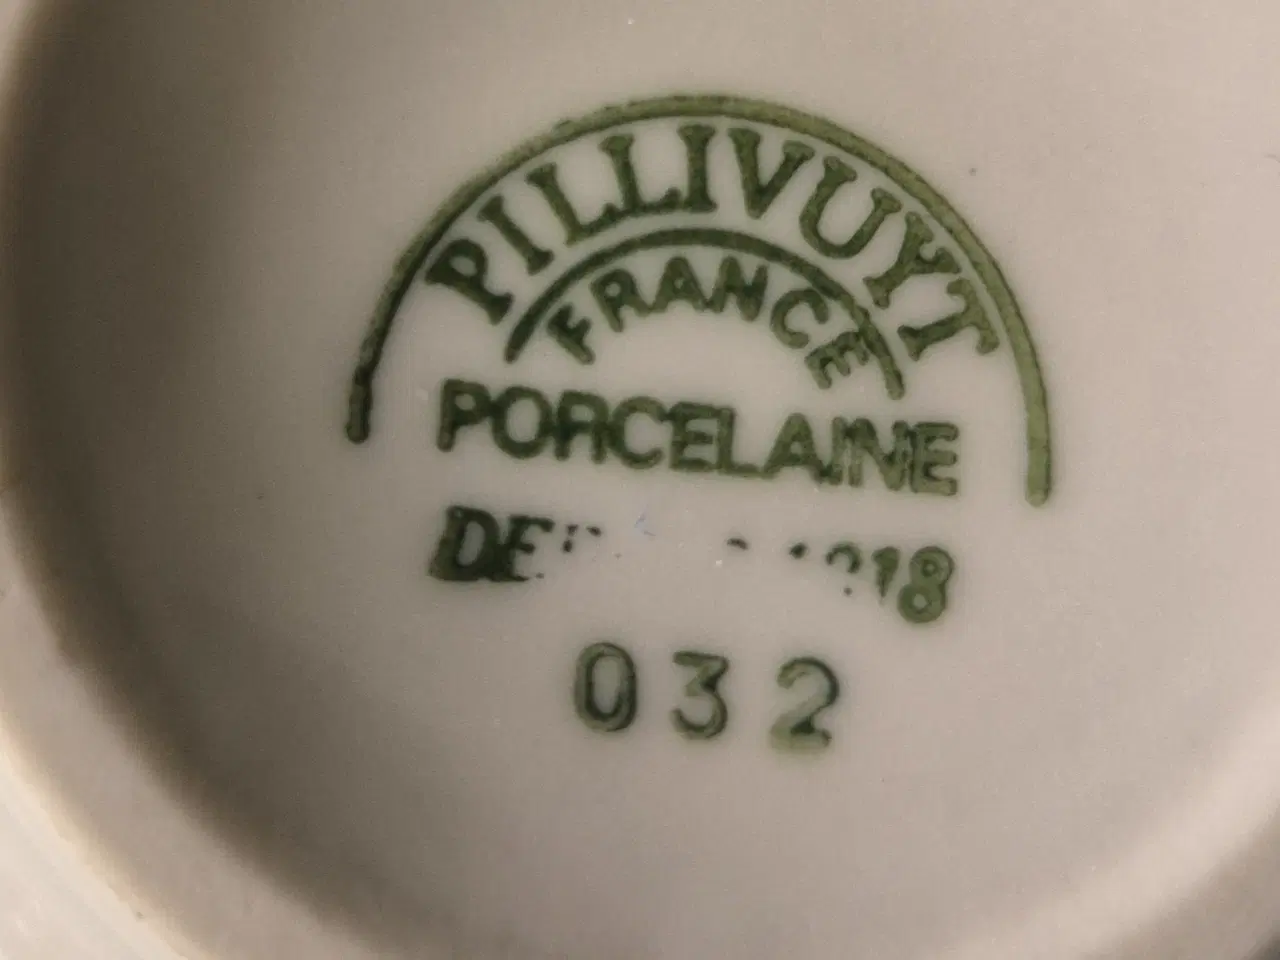 PILLIVUYT
FRANCE
PORCELAINE
032